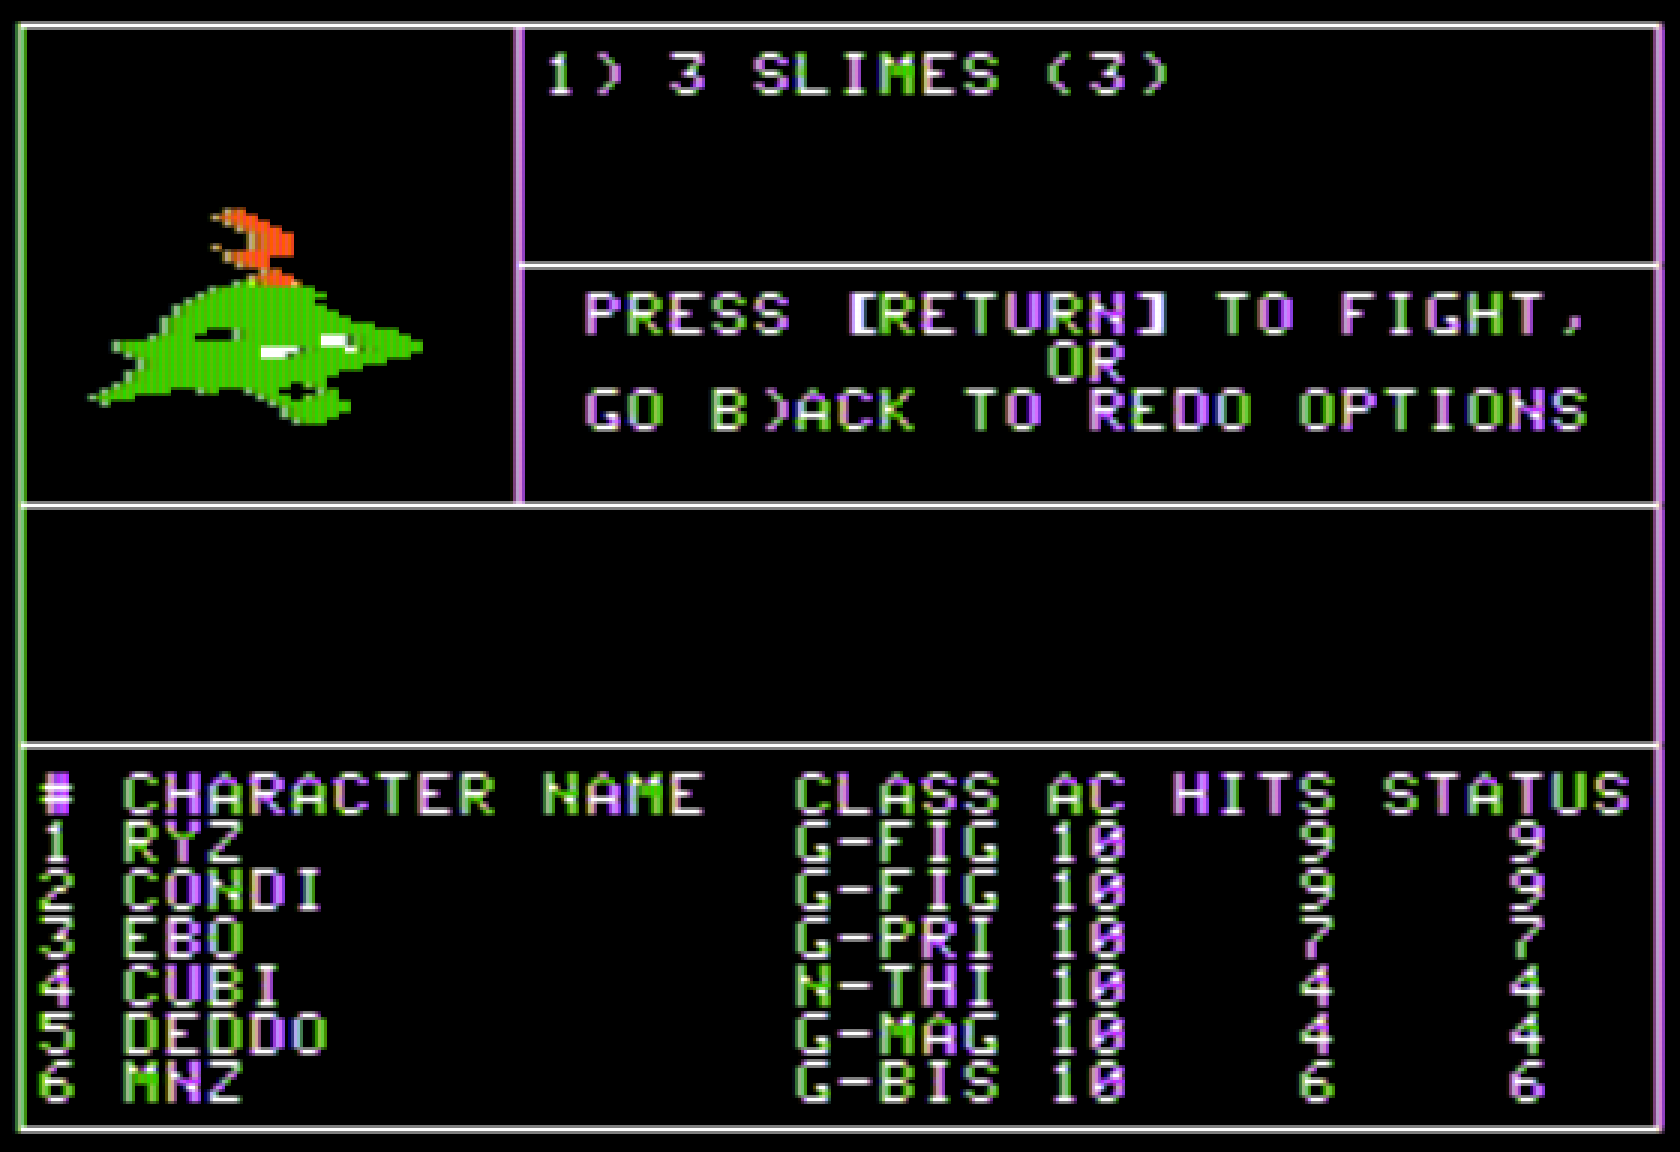 1) 3 SLIMES (3)
PRESS [RETURN] TO FIGHT,
OR
GO B)ACK TO REDO OPTIONS
# CHARACTER NAME CLASS AC HITS STATUS
1 RYZ G-FIG 10 9 9
2 CONDI G-FIG 10 9 9
3 EBO G-PRI 10 7 7
4 CUBI N-THI 10 4 4
5 DEDDO G-MAG 10 4 4
6 MNZ G-BIS 10 6 6